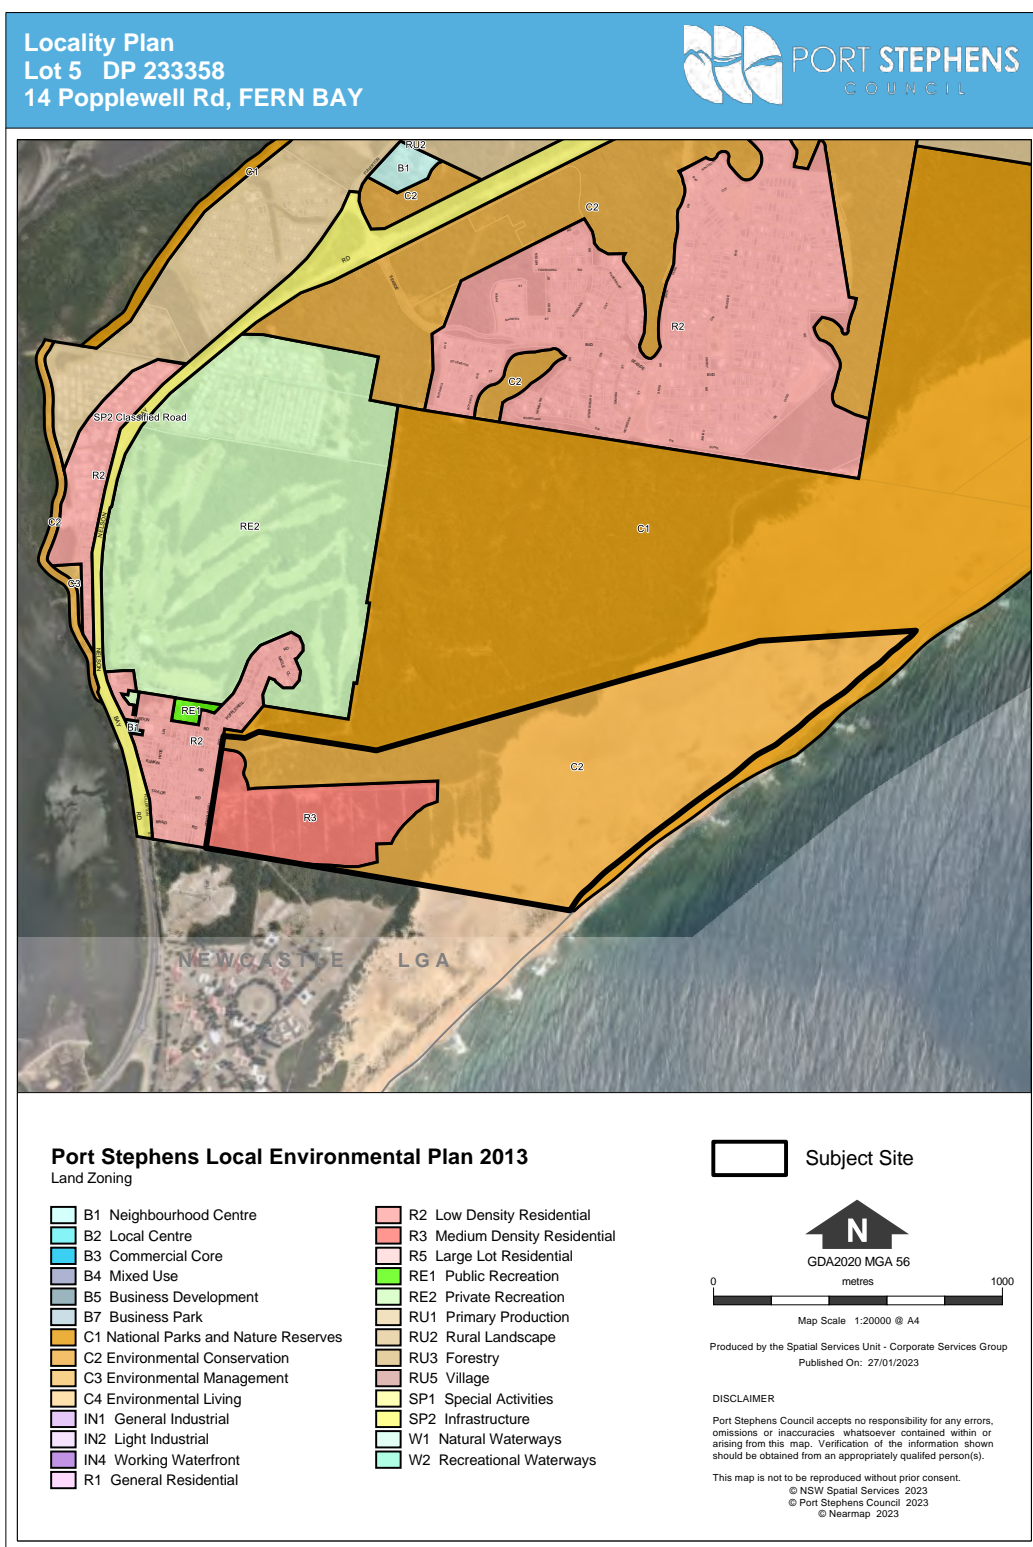 Locality Plan
Lot 5 DP 233358
14 Popplewell Rd, FERN BAY
PORT STEPHENS
COUNCIL
RU2
B1
C1
C2
C2
RD
R2
C2
SP2 Classified Road
R2
C2
RE2
C1
NELSON
C3
NELSON
BAY
RD
RE1
B1
R2
POPPLEWELL
C2
R3
NEWCASTLE LGA
Port Stephens Local Environmental Plan 2013
Land Zoning
B1 Neighbourhood Centre
B2 Local Centre
B3 Commercial Core
B4 Mixed Use
B5 Business Development
B7 Business Park
C1 National Parks and Nature Reserves
C2 Environmental Conservation
C3 Environmental Management
C4 Environmental Living
IN1 General Industrial
IN2 Light Industrial
IN4 Working Waterfront
R1 General Residential
R2 Low Density Residential
R3 Medium Density Residential
R5 Large Lot Residential
RE1 Public Recreation
RE2 Private Recreation
RU1 Primary Production
RU2 Rural Landscape
RU3 Forestry
RU5 Village
SP1 Special Activities
SP2 Infrastructure
W1 Natural Waterways
W2 Recreational Waterways
Subject Site
N
GDA2020 MGA 56
0 metres 1000
Map Scale 1:20000 @ A4
Produced by the Spatial Services Unit - Corporate Services Group
Published On: 27/01/2023
DISCLAIMER
Port Stephens Council accepts no responsibility for any errors,
omissions or inaccuracies whatsoever contained within or
arising from this map. Verification of the information shown
should be obtained from an appropriately qualifed person(s).
This map is not to be reproduced without prior consent.
© NSW Spatial Services 2023
© Port Stephens Council 2023
© Nearmap 2023